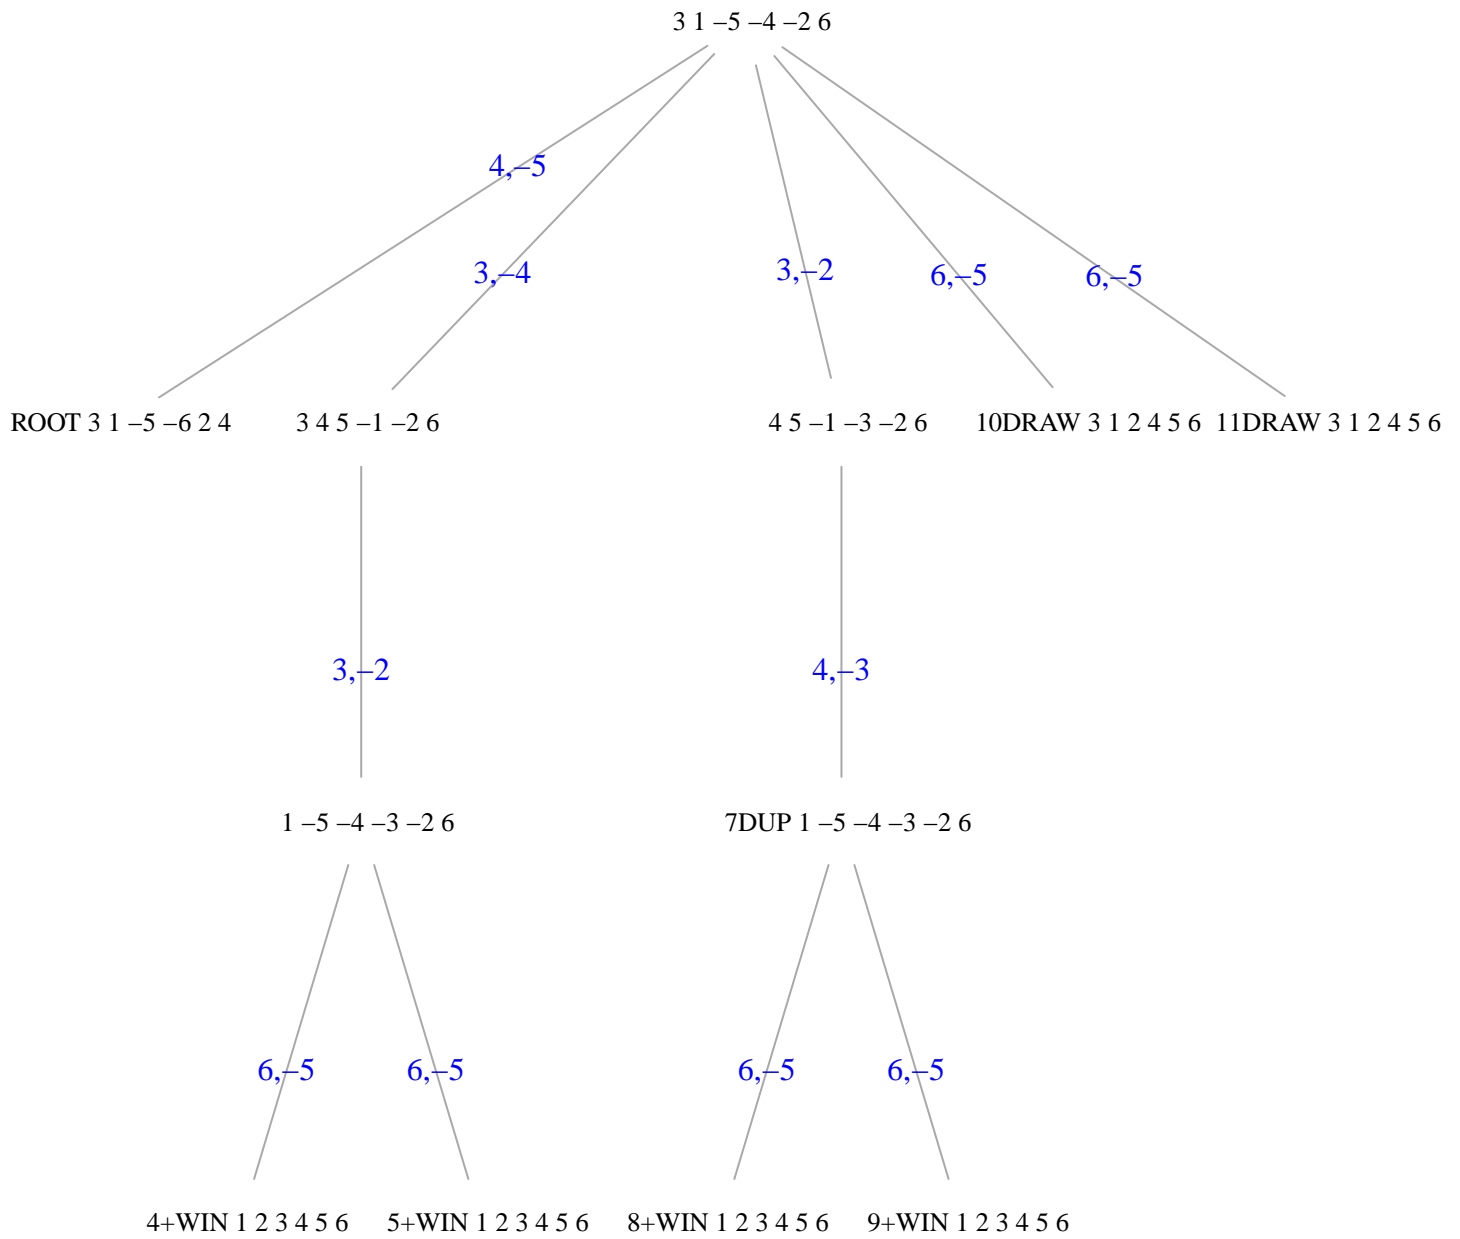 3 1 –5 –4 –2 6
4,–5
3,–4
3,–2
6,–5
6,–5
ROOT 3 1 –5 –6 2 4
3 4 5 –1 –2 6
4 5 –1 –3 –2 6
10DRAW 3 1 2 4 5 6
11DRAW 3 1 2 4 5 6
3,–2
4,–3
1 –5 –4 –3 –2 6
7DUP 1 –5 –4 –3 –2 6
6,–5
6,–5
6,–5
6,–5
4+WIN 1 2 3 4 5 6
5+WIN 1 2 3 4 5 6
8+WIN 1 2 3 4 5 6
9+WIN 1 2 3 4 5 6